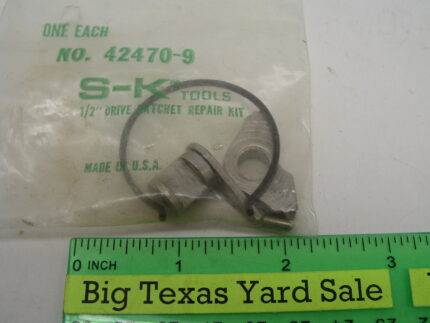 ONE EACH
NO. 42470-9
S-K TOOLS
1/2" DRIVE RATCHET REPAIR KIT
MADE IN U.S.A.
0 INCH 1 2 3
Big Texas Yard Sale